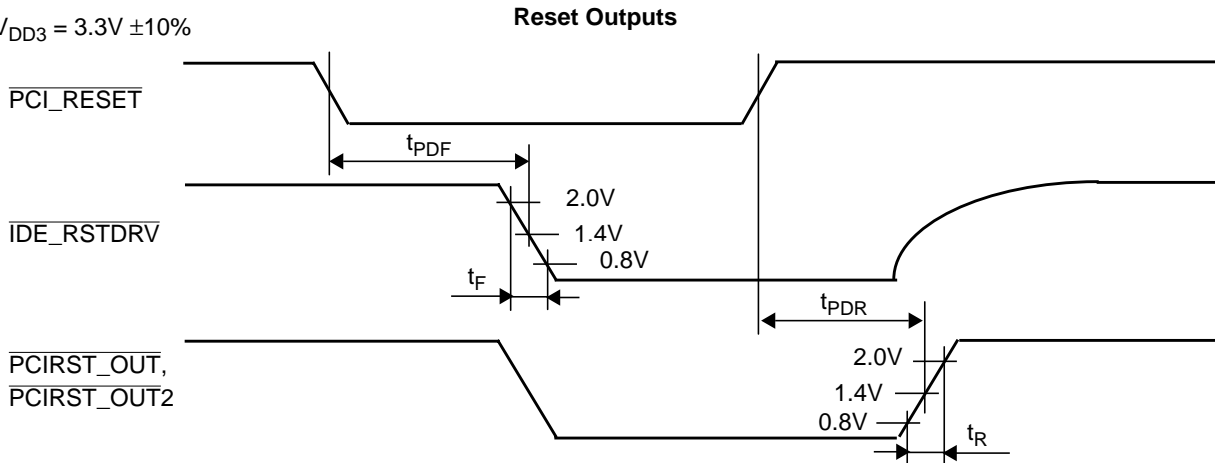 Reset Outputs
V_DD3 = 3.3V ±10%
PCI_RESET
t_PDF
2.0V
IDE_RSTDRV
1.4V
0.8V
t_F
t_PDR
PCIRST_OUT,
2.0V
PCIRST_OUT2
1.4V
0.8V
t_R